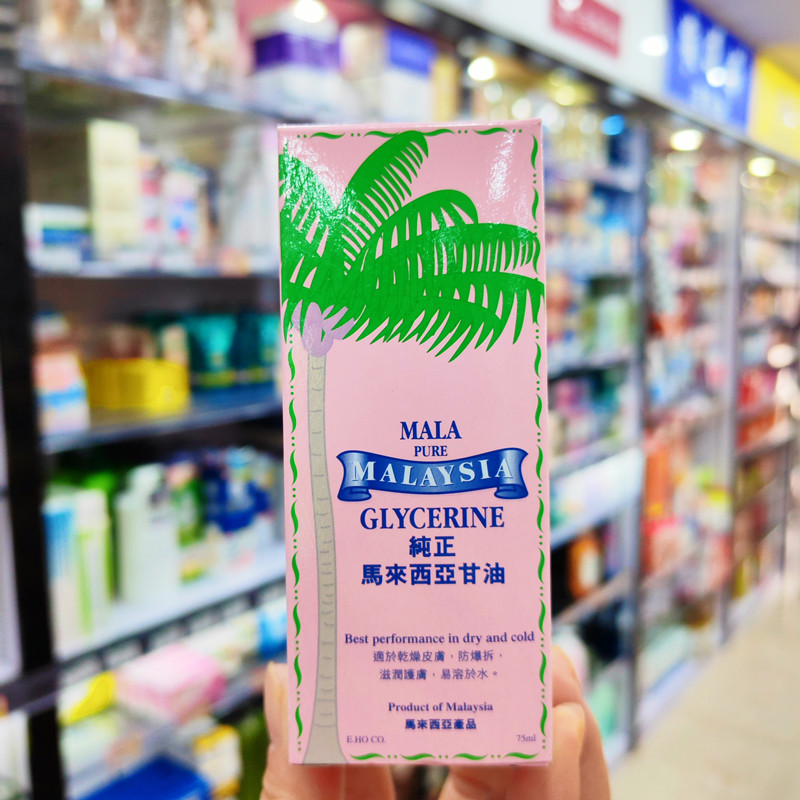 MALA
PURE
MALAYSIA
GLYCERINE
純正
馬來西亞甘油
Best performance in dry and cold
適於乾燥皮膚，防爆拆，
滋潤護膚，易溶於水。
Product of Malaysia
馬來西亞產品
E.HO CO.
75ml